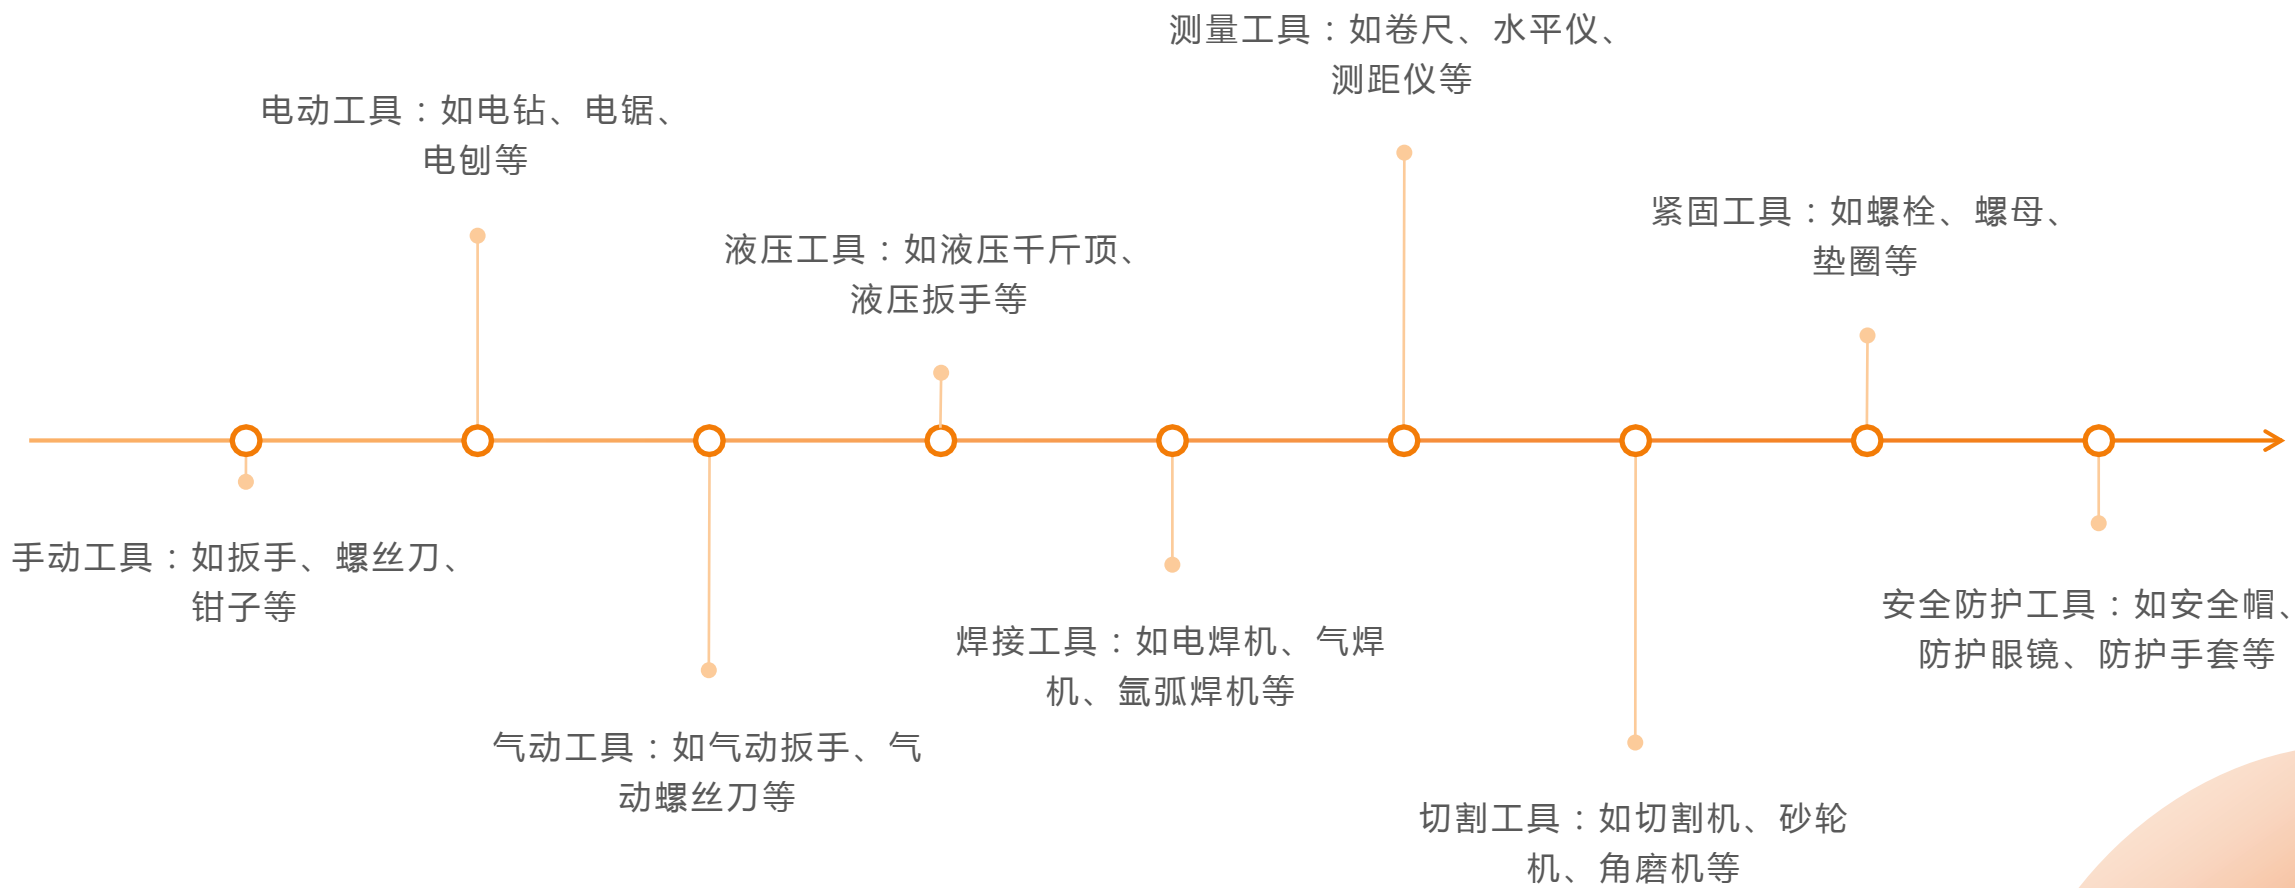 手动工具：如扳手、螺丝刀、
钳子等
电动工具：如电钻、电锯、
电刨等
气动工具：如气动扳手、气
动螺丝刀等
液压工具：如液压千斤顶、
液压扳手等
焊接工具：如电焊机、气焊
机、氩弧焊机等
测量工具：如卷尺、水平仪、
测距仪等
切割工具：如切割机、砂轮
机、角磨机等
紧固工具：如螺栓、螺母、
垫圈等
安全防护工具：如安全帽、
防护眼镜、防护手套等